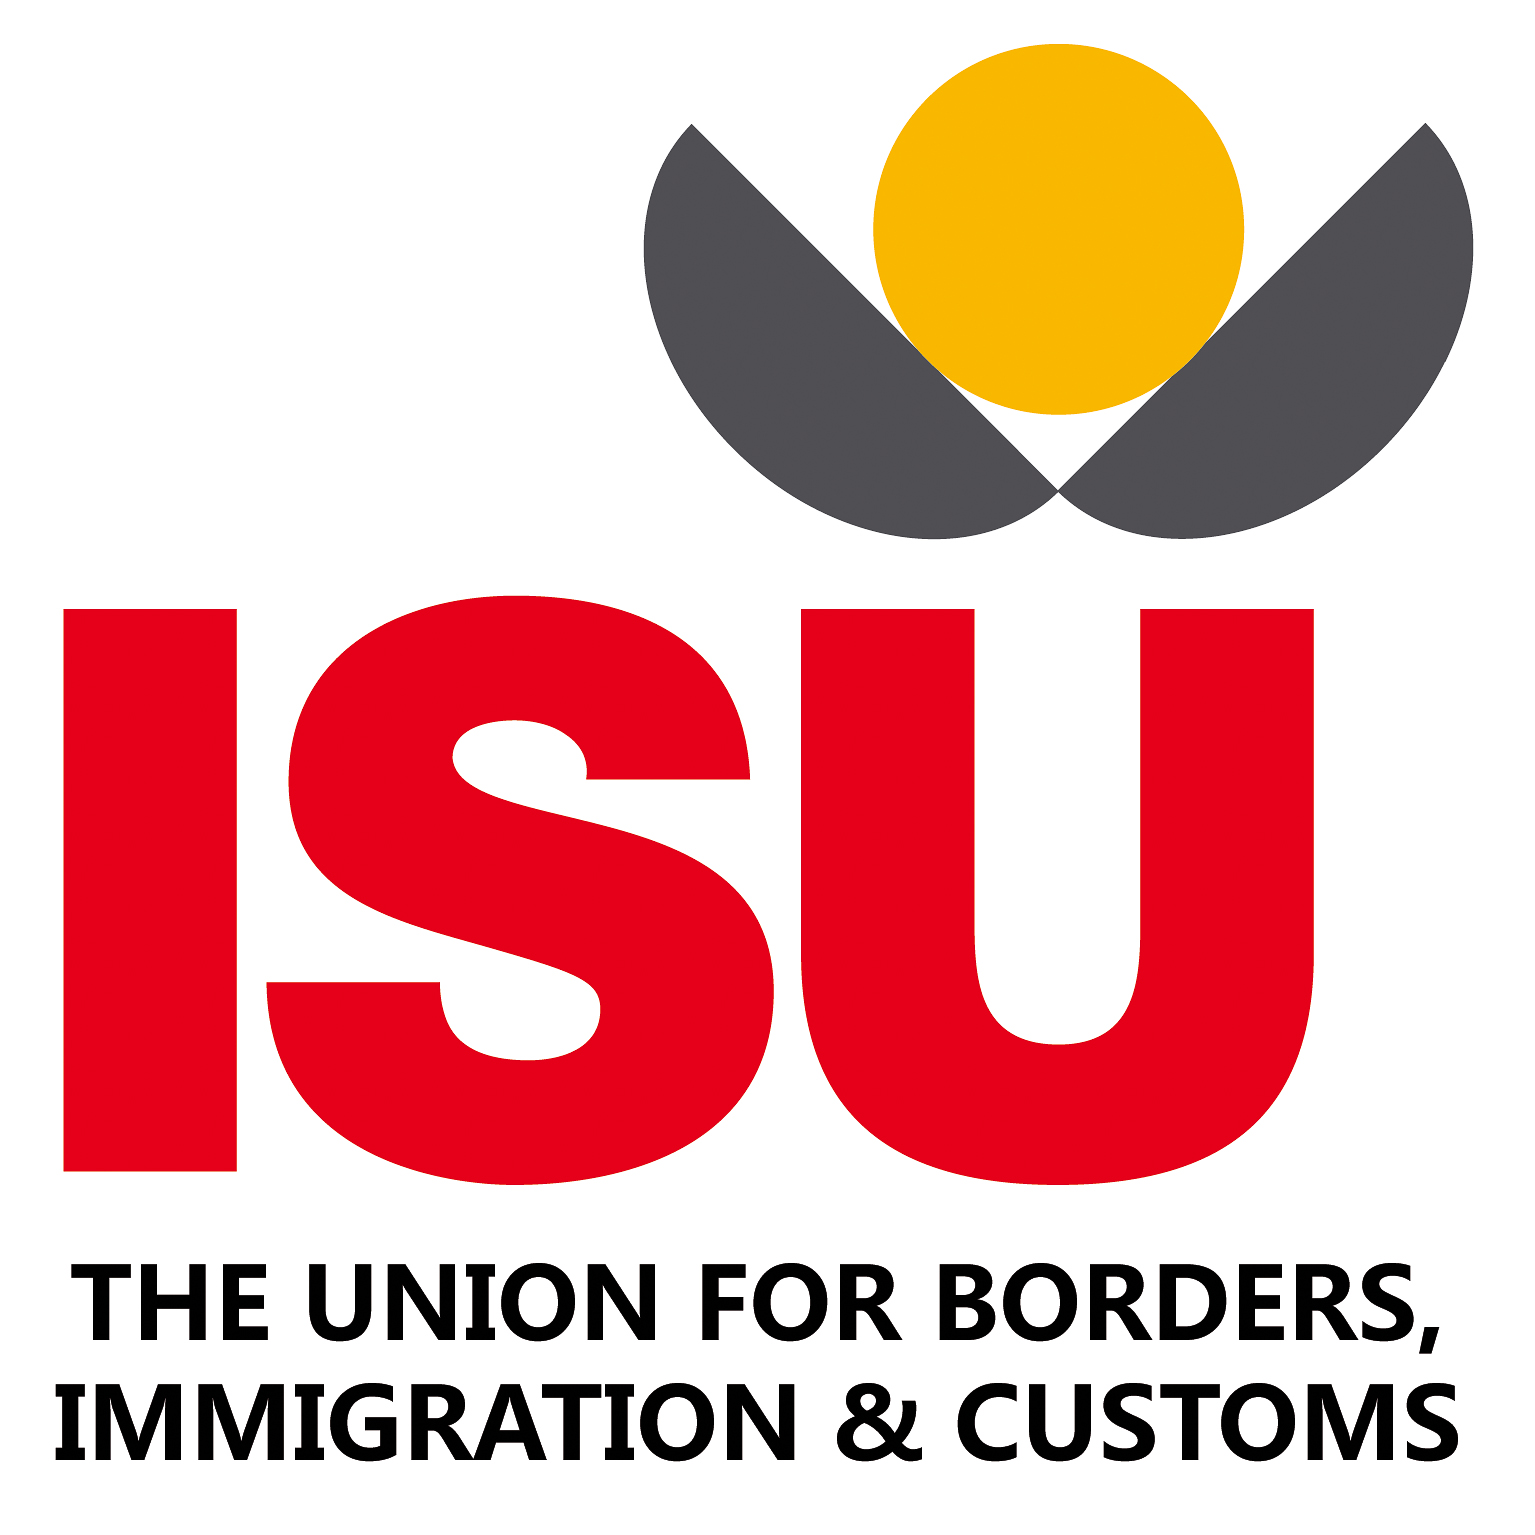 ISU
THE UNION FOR BORDERS,
IMMIGRATION & CUSTOMS